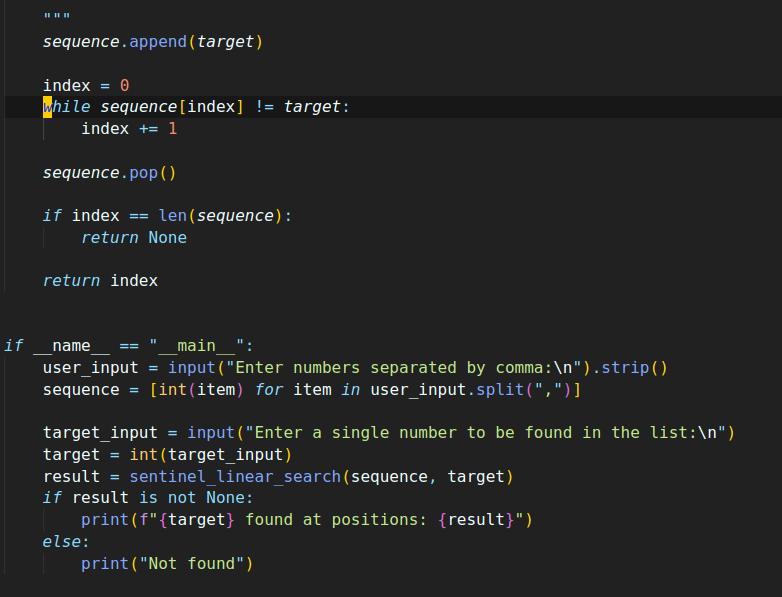 """
sequence.append(target)
index = 0
while sequence[index] != target:
index += 1
sequence.pop()
if index == len(sequence):
return None
return index
if __name__ == "__main__":
user_input = input("Enter numbers separated by comma:\n").strip()
sequence = [int(item) for item in user_input.split(",")]
target_input = input("Enter a single number to be found in the list:\n")
target = int(target_input)
result = sentinel_linear_search(sequence, target)
if result is not None:
print(f"{target} found at positions: {result}")
else:
print("Not found")